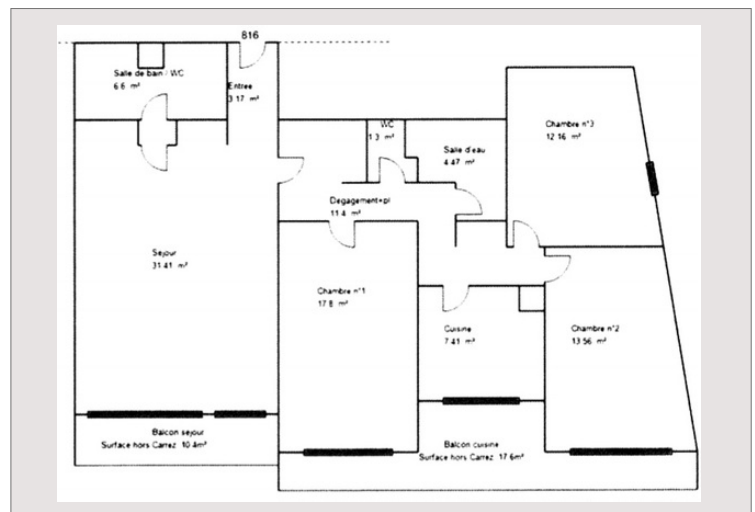 816
Salle de bain / WC
6.6 m²
Entree
3.17 m²
WC
1.3 m²
Salle d'eau
4.47 m²
Chambre n°3
12.16 m²
Degagement+pl
11.4 m²
Sejour
31.41 m²
Chambre n°1
17.8 m²
Cuisine
7.41 m²
Chambre n°2
13.56 m²
Balcon sejour
Surface hors Carrez 10.4m²
Balcon cuisine
Surface hors Carrez 17.6m²